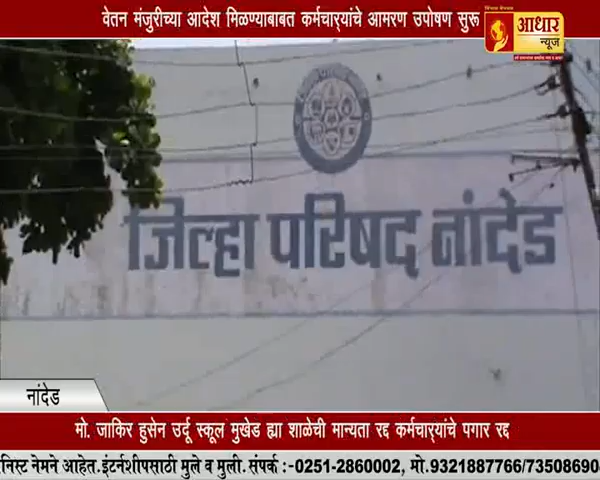 वेतन मंजुरीच्या आदेश मिळण्याबाबत कर्मचाऱ्यांचे आमरण उपोषण सुरू
आधार
न्यूज
जिल्हा परिषद नांदेड
नांदेड
मो. जाकिर हुसेन उर्दू स्कूल मुखेड ह्या शाळेची मान्यता रद्द कर्मचाऱ्यांचे पगार रद्द
नेमने आहेत.इंटर्नशीपसाठी मुले व मुली.संपर्क :-0251-2860002, मो.9321887766/73508690